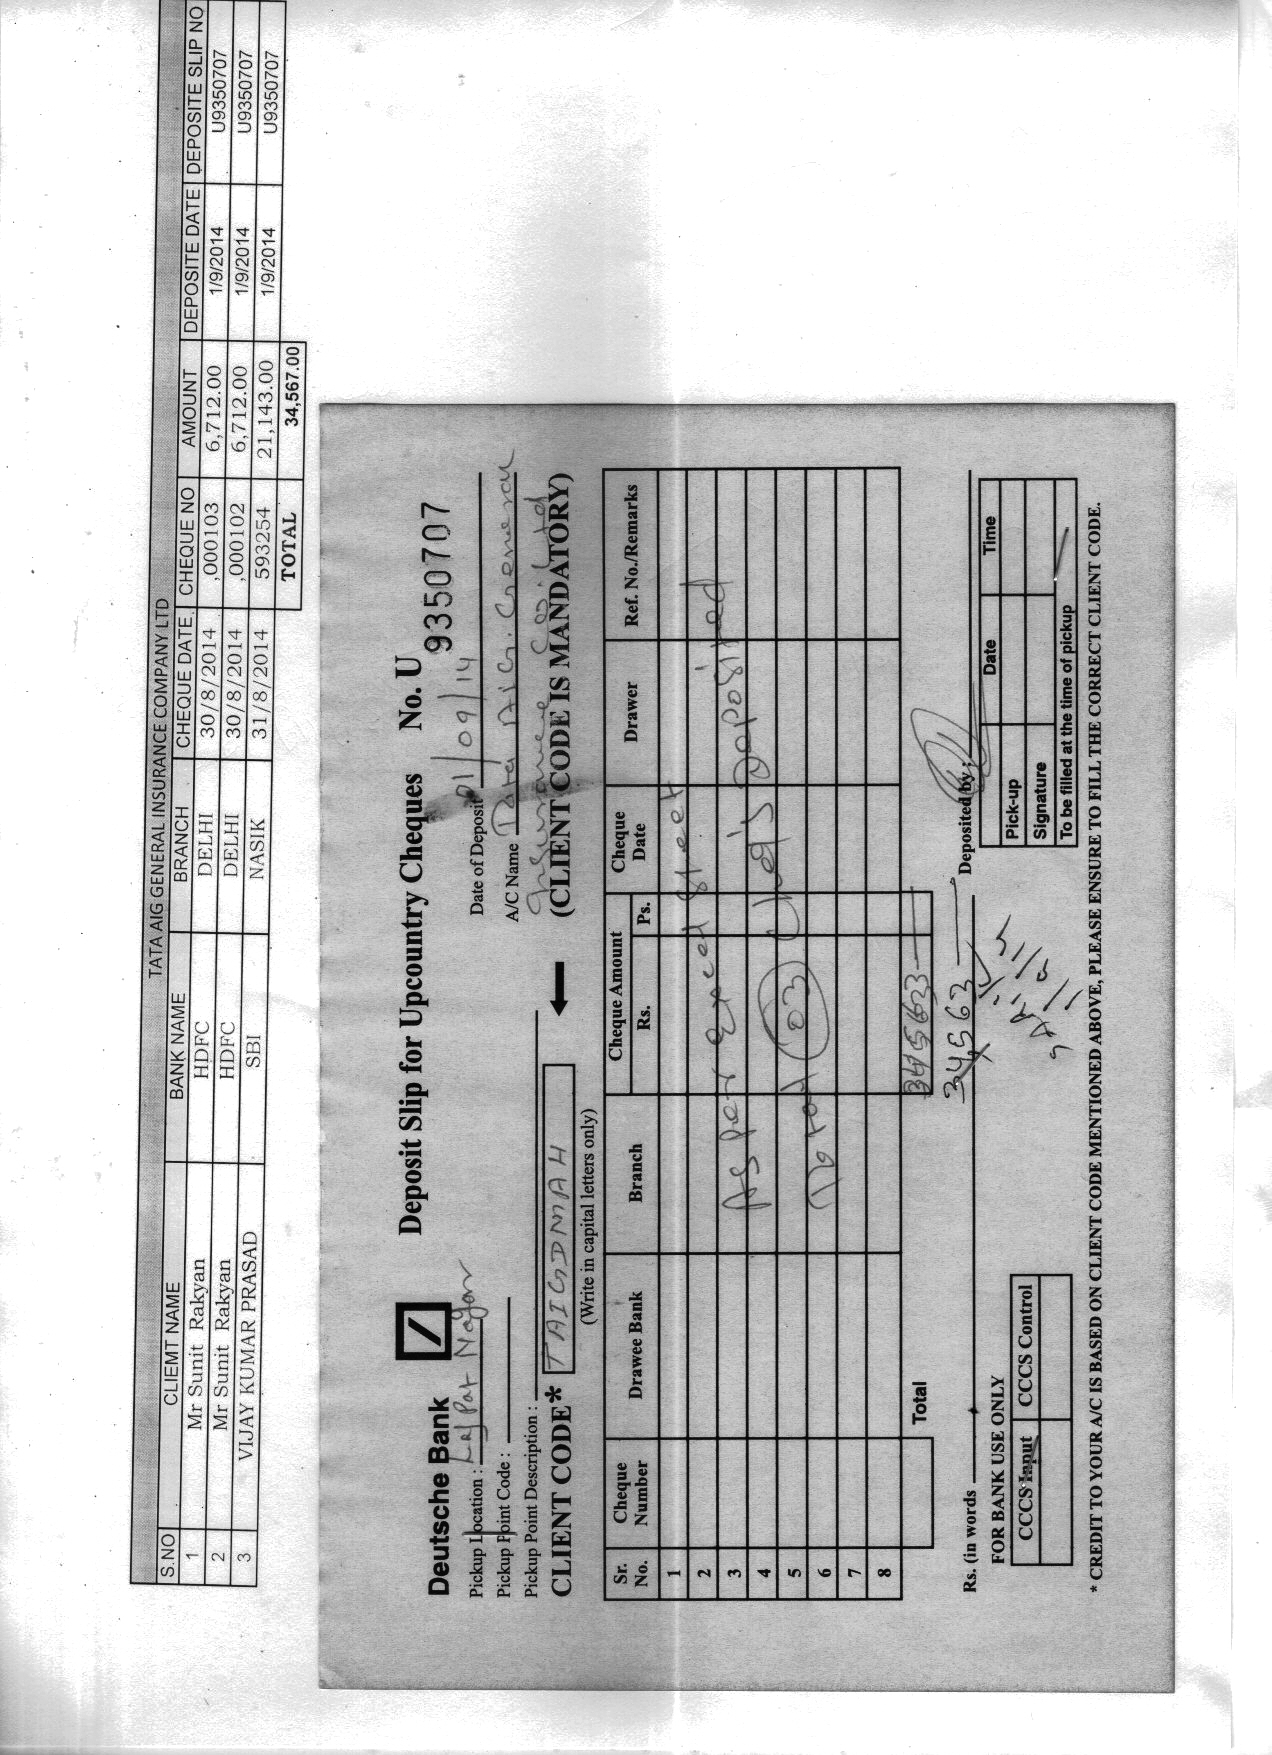 TATA AIG GENERAL INSURANCE COMPANY LTD
S.NO CLIEMT NAME BANK NAME BRANCH CHEQUE DATE. CHEQUE NO AMOUNT DEPOSITE DATE DEPOSITE SLIP NO
1 Mr Sunit Rakyan HDFC DELHI 30/8/2014 ,000103 6,712.00 1/9/2014 U9350707
2 Mr Sunit Rakyan HDFC DELHI 30/8/2014 ,000102 6,712.00 1/9/2014 U9350707
3 VIJAY KUMAR PRASAD SBI NASIK 31/8/2014 593254 21,143.00 1/9/2014 U9350707
TOTAL 34,567.00
Deutsche Bank Deposit Slip for Upcountry Cheques No. U 9350707
Pickup Location : LajPat Nagar Date of Deposit 01/09/14
Pickup Point Code : A/C Name Tata AIG. General
Pickup Point Description : Insurance Co. Ltd
CLIENT CODE* TAIGDMAH (CLIENT CODE IS MANDATORY)
(Write in capital letters only)
Sr. No. Cheque Number Drawee Bank Branch Cheque Amount Rs. Ps. Cheque Date Drawer Ref. No./Remarks
1
2
3
4
5
6
7
8
As per Excel Sheet
Total 03 Chq's Deposited
Total
Rs. (in words Deposited by :
FOR BANK USE ONLY
CCCS Input CCCS Control
Date Time
Pick-up
Signature
To be filled at the time of pickup
* CREDIT TO YOUR A/C IS BASED ON CLIENT CODE MENTIONED ABOVE, PLEASE ENSURE TO FILL THE CORRECT CLIENT CODE.